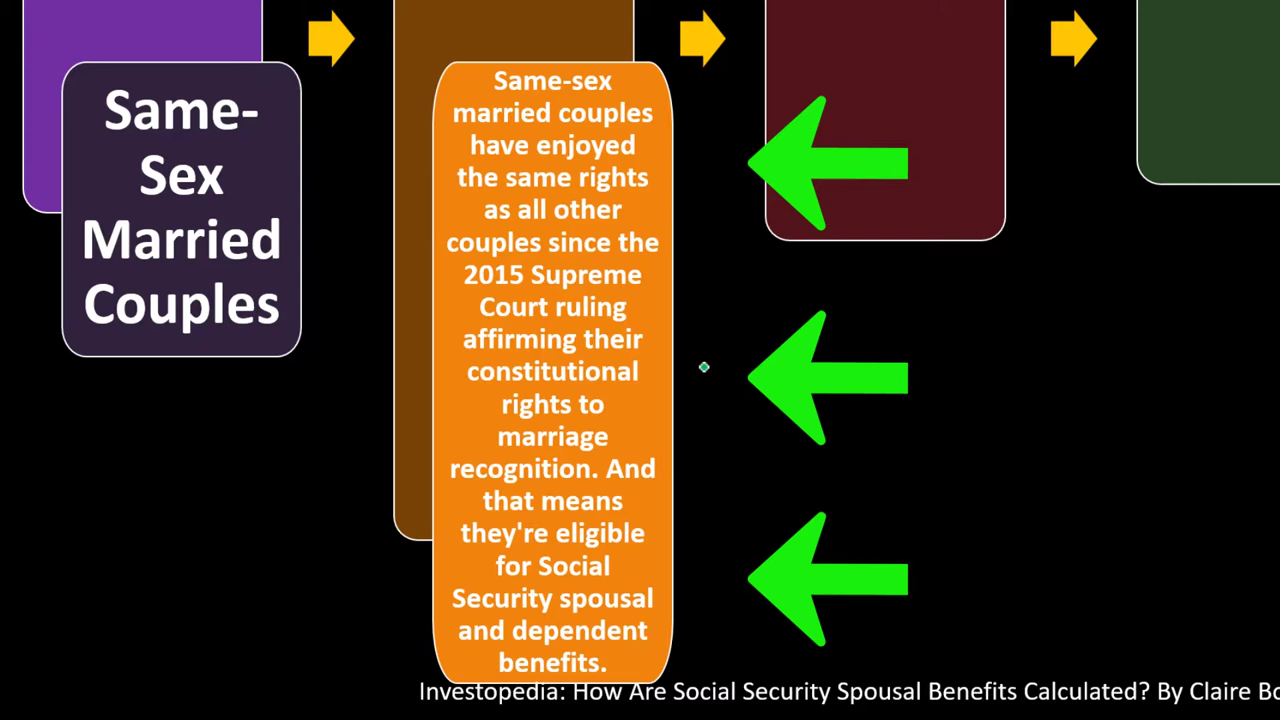 Same-
Sex
Married
Couples
Same-sex
married couples
have enjoyed
the same rights
as all other
couples since the
2015 Supreme
Court ruling
affirming their
constitutional
rights to
marriage
recognition. And
that means
they're eligible
for Social
Security spousal
and dependent
benefits.
Investopedia: How Are Social Security Spousal Benefits Calculated? By Claire Bo